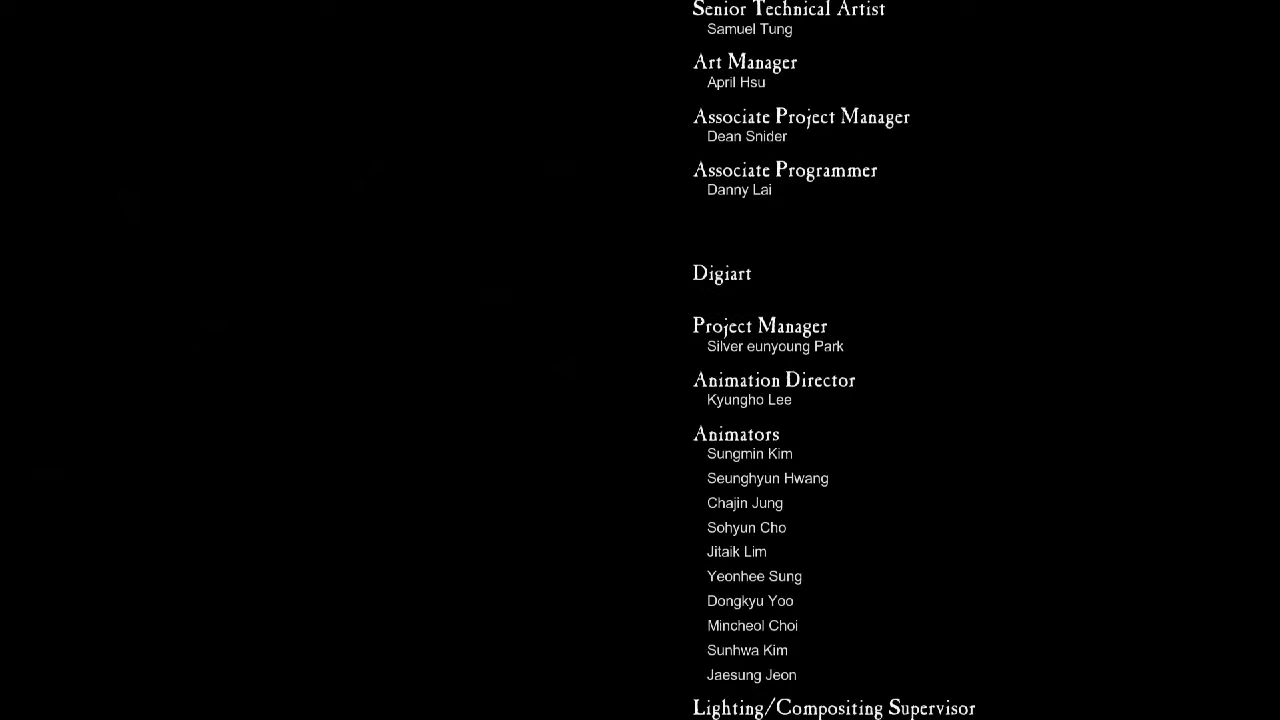 Senior Technical Artist
Samuel Tung
Art Manager
April Hsu
Associate Project Manager
Dean Snider
Associate Programmer
Danny Lai
Digiart
Project Manager
Silver eunyoung Park
Animation Director
Kyungho Lee
Animators
Sungmin Kim
Seunghyun Hwang
Chajin Jung
Sohyun Cho
Jitaik Lim
Yeonhee Sung
Dongkyu Yoo
Mincheol Choi
Sunhwa Kim
Jaesung Jeon
Lighting/Compositing Supervisor